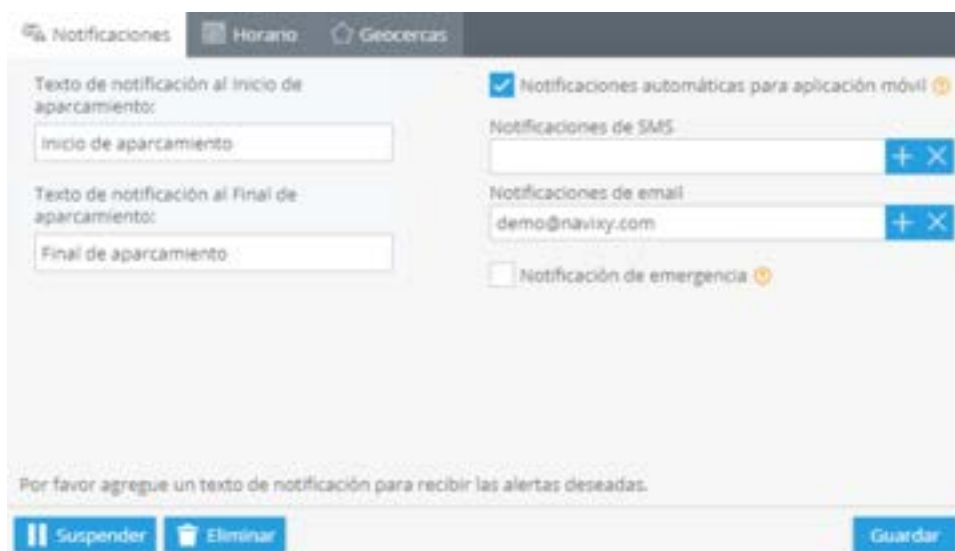 Notificaciones
Horario
Geocercas
Texto de notificación al Inicio de
aparcamiento:
Inicio de aparcamiento
Texto de notificación al Final de
aparcamiento:
Final de aparcamiento
Notificaciones automáticas para aplicación móvil
Notificaciones de SMS
Notificaciones de email
demo@navixy.com
Notificación de emergencia
Por favor agregue un texto de notificación para recibir las alertas deseadas.
Suspender
Eliminar
Guardar